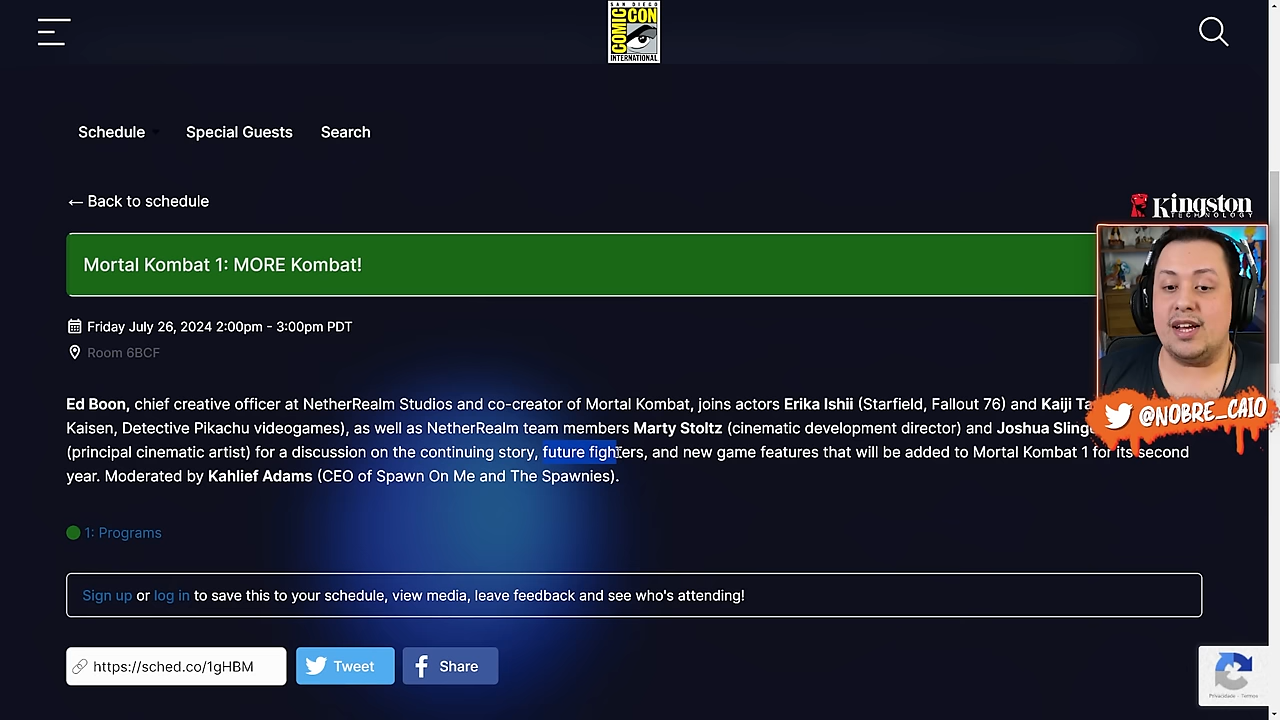 SAN DIEGO
COMIC CON
INTERNATIONAL
Schedule
Special Guests
Search
← Back to schedule
Kingston
TECHNOLOGY
Mortal Kombat 1: MORE Kombat!
Friday July 26, 2024 2:00pm - 3:00pm PDT
Room 6BCF
Ed Boon, chief creative officer at NetherRealm Studios and co-creator of Mortal Kombat, joins actors Erika Ishii (Starfield, Fallout 76) and Kaiji
Kaisen, Detective Pikachu videogames), as well as NetherRealm team members Marty Stoltz (cinematic development director) and Joshua
(principal cinematic artist) for a discussion on the continuing story, future fighters, and new game features that will be added to Mortal Kombat 1 for its second
year. Moderated by Kahlief Adams (CEO of Spawn On Me and The Spawnies).
@NOBRE_CAIO
1: Programs
Sign up or log in to save this to your schedule, view media, leave feedback and see who's attending!
https://sched.co/1gHBM
Tweet
Share
Privacidade - Termos